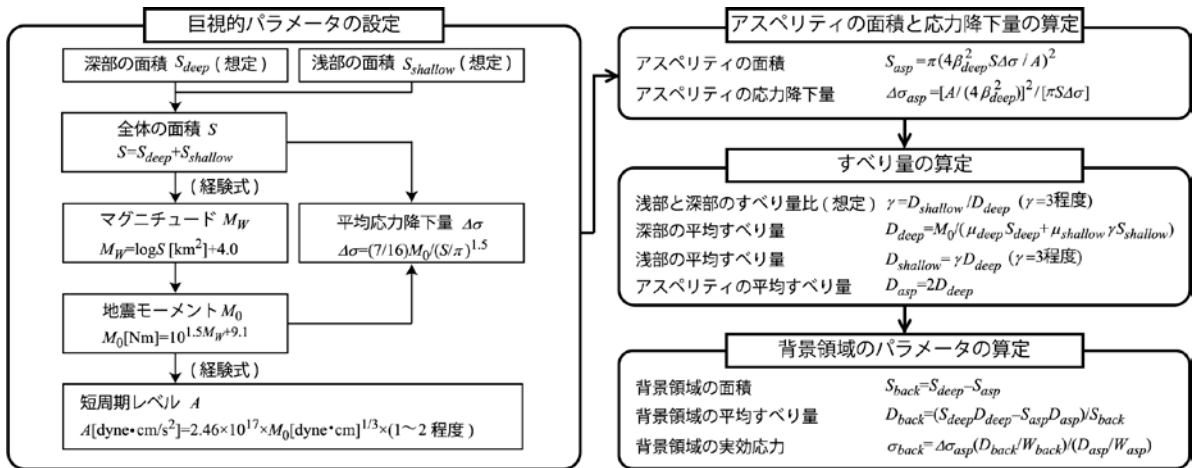 巨視的パラメータの設定
深部の面積 S_deep (想定)
浅部の面積 S_shallow (想定)
全体の面積 S
S=S_deep+S_shallow
(経験式)
マグニチュード M_W
M_W=logS [km²]+4.0
平均応力降下量 Δσ
Δσ=(7/16)M_0/(S/π)^1.5
地震モーメント M_0
M_0[Nm]=10^(1.5M_W+9.1)
(経験式)
短周期レベル A
A[dyne・cm/s²]=2.46×10^17×M_0[dyne・cm]^1/3×(1〜2 程度)
アスペリティの面積と応力降下量の算定
アスペリティの面積 S_asp=π(4β²_deep SΔσ / A)²
アスペリティの応力降下量 Δσ_asp=[A/(4β²_deep)]²/[πSΔσ]
すべり量の算定
浅部と深部のすべり量比(想定) γ=D_shallow/D_deep (γ=3程度)
深部の平均すべり量 D_deep=M_0/(μ_deep S_deep+μ_shallow γS_shallow)
浅部の平均すべり量 D_shallow=γD_deep (γ=3程度)
アスペリティの平均すべり量 D_asp=2D_deep
背景領域のパラメータの算定
背景領域の面積 S_back=S_deep–S_asp
背景領域の平均すべり量 D_back=(S_deep D_deep–S_asp D_asp)/S_back
背景領域の実効応力 σ_back=Δσ_asp(D_back/W_back)/(D_asp/W_asp)